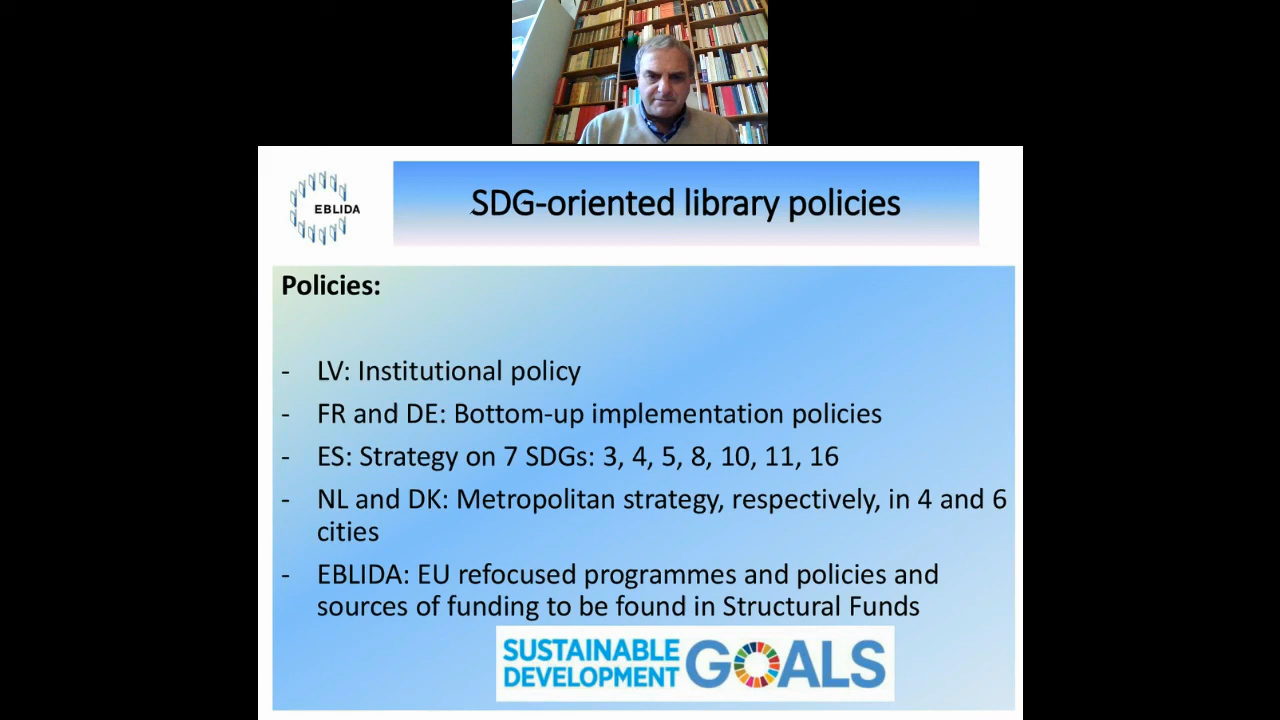 EBLIDA
SDG-oriented library policies
Policies:
- LV: Institutional policy
- FR and DE: Bottom-up implementation policies
- ES: Strategy on 7 SDGs: 3, 4, 5, 8, 10, 11, 16
- NL and DK: Metropolitan strategy, respectively, in 4 and 6
cities
- EBLIDA: EU refocused programmes and policies and
sources of funding to be found in Structural Funds
SUSTAINABLE
DEVELOPMENT GOALS